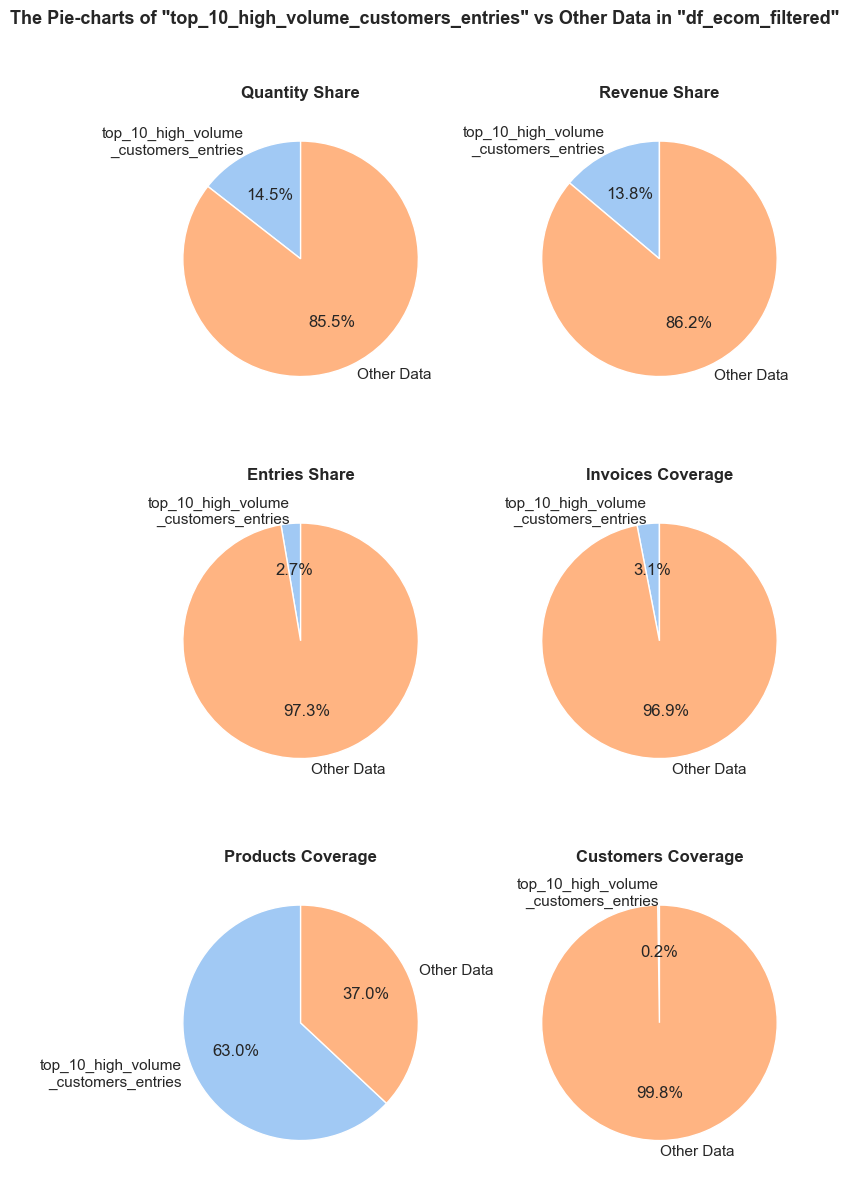 The Pie-charts of "top_10_high_volume_customers_entries" vs Other Data in "df_ecom_filtered"
Quantity Share
top_10_high_volume
_customers_entries
14.5%
85.5%
Other Data
Revenue Share
top_10_high_volume
_customers_entries
13.8%
86.2%
Other Data
Entries Share
top_10_high_volume
_customers_entries
2.7%
97.3%
Other Data
Invoices Coverage
top_10_high_volume
_customers_entries
3.1%
96.9%
Other Data
Products Coverage
Other Data
37.0%
63.0%
top_10_high_volume
_customers_entries
Customers Coverage
top_10_high_volume
_customers_entries
0.2%
99.8%
Other Data